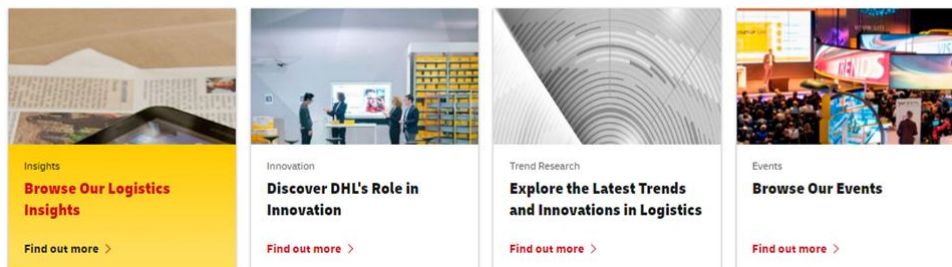 Insights
Browse Our Logistics
Insights
Find out more
Innovation
Discover DHL's Role in
Innovation
Find out more
Trend Research
Explore the Latest Trends
and Innovations in Logistics
Find out more
TRENDS
Events
Browse Our Events
Find out more